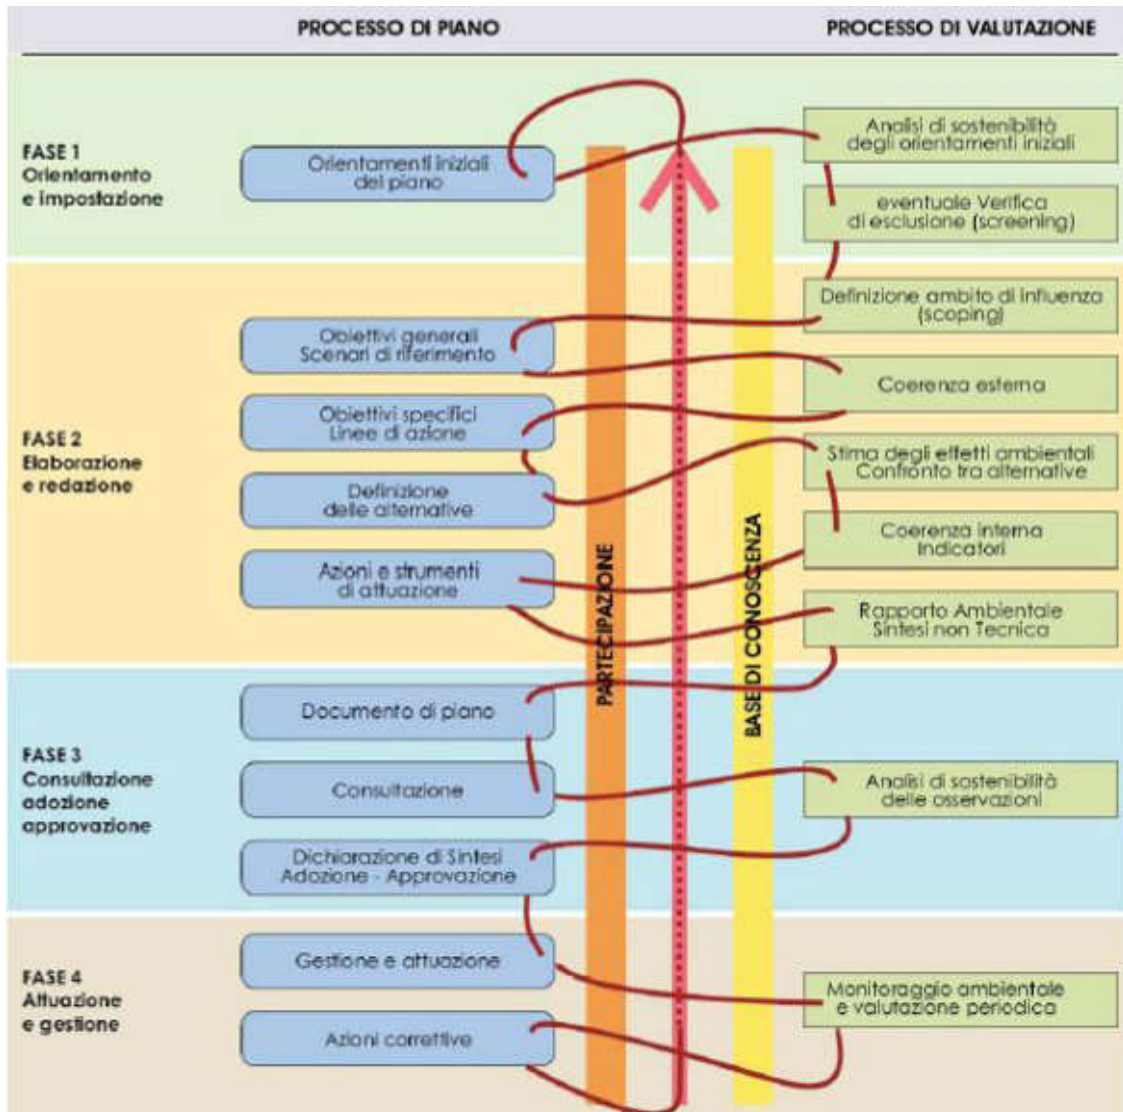 PROCESSO DI PIANO
PROCESSO DI VALUTAZIONE
FASE 1
Orientamento
e impostazione
Orientamenti iniziali
del piano
Analisi di sostenibilità
degli orientamenti iniziali
eventuale Verifica
di esclusione (screening)
FASE 2
Elaborazione
e redazione
Obiettivi generali
Scenari di riferimento
Obiettivi specifici
Linee di azione
Definizione
delle alternative
Azioni e strumenti
di attuazione
Definizione ambito di influenza
(scoping)
Coerenza esterna
Stima degli effetti ambientali
Confronto tra alternative
Coerenza interna
Indicatori
Rapporto Ambientale
Sintesi non Tecnica
PARTECIPAZIONE
BASE DI CONOSCENZA
FASE 3
Consultazione
adozione
approvazione
Documento di piano
Consultazione
Dichiarazione di Sintesi
Adozione - Approvazione
Analisi di sostenibilità
delle osservazioni
FASE 4
Attuazione
e gestione
Gestione e attuazione
Azioni correttive
Monitoraggio ambientale
e valutazione periodica